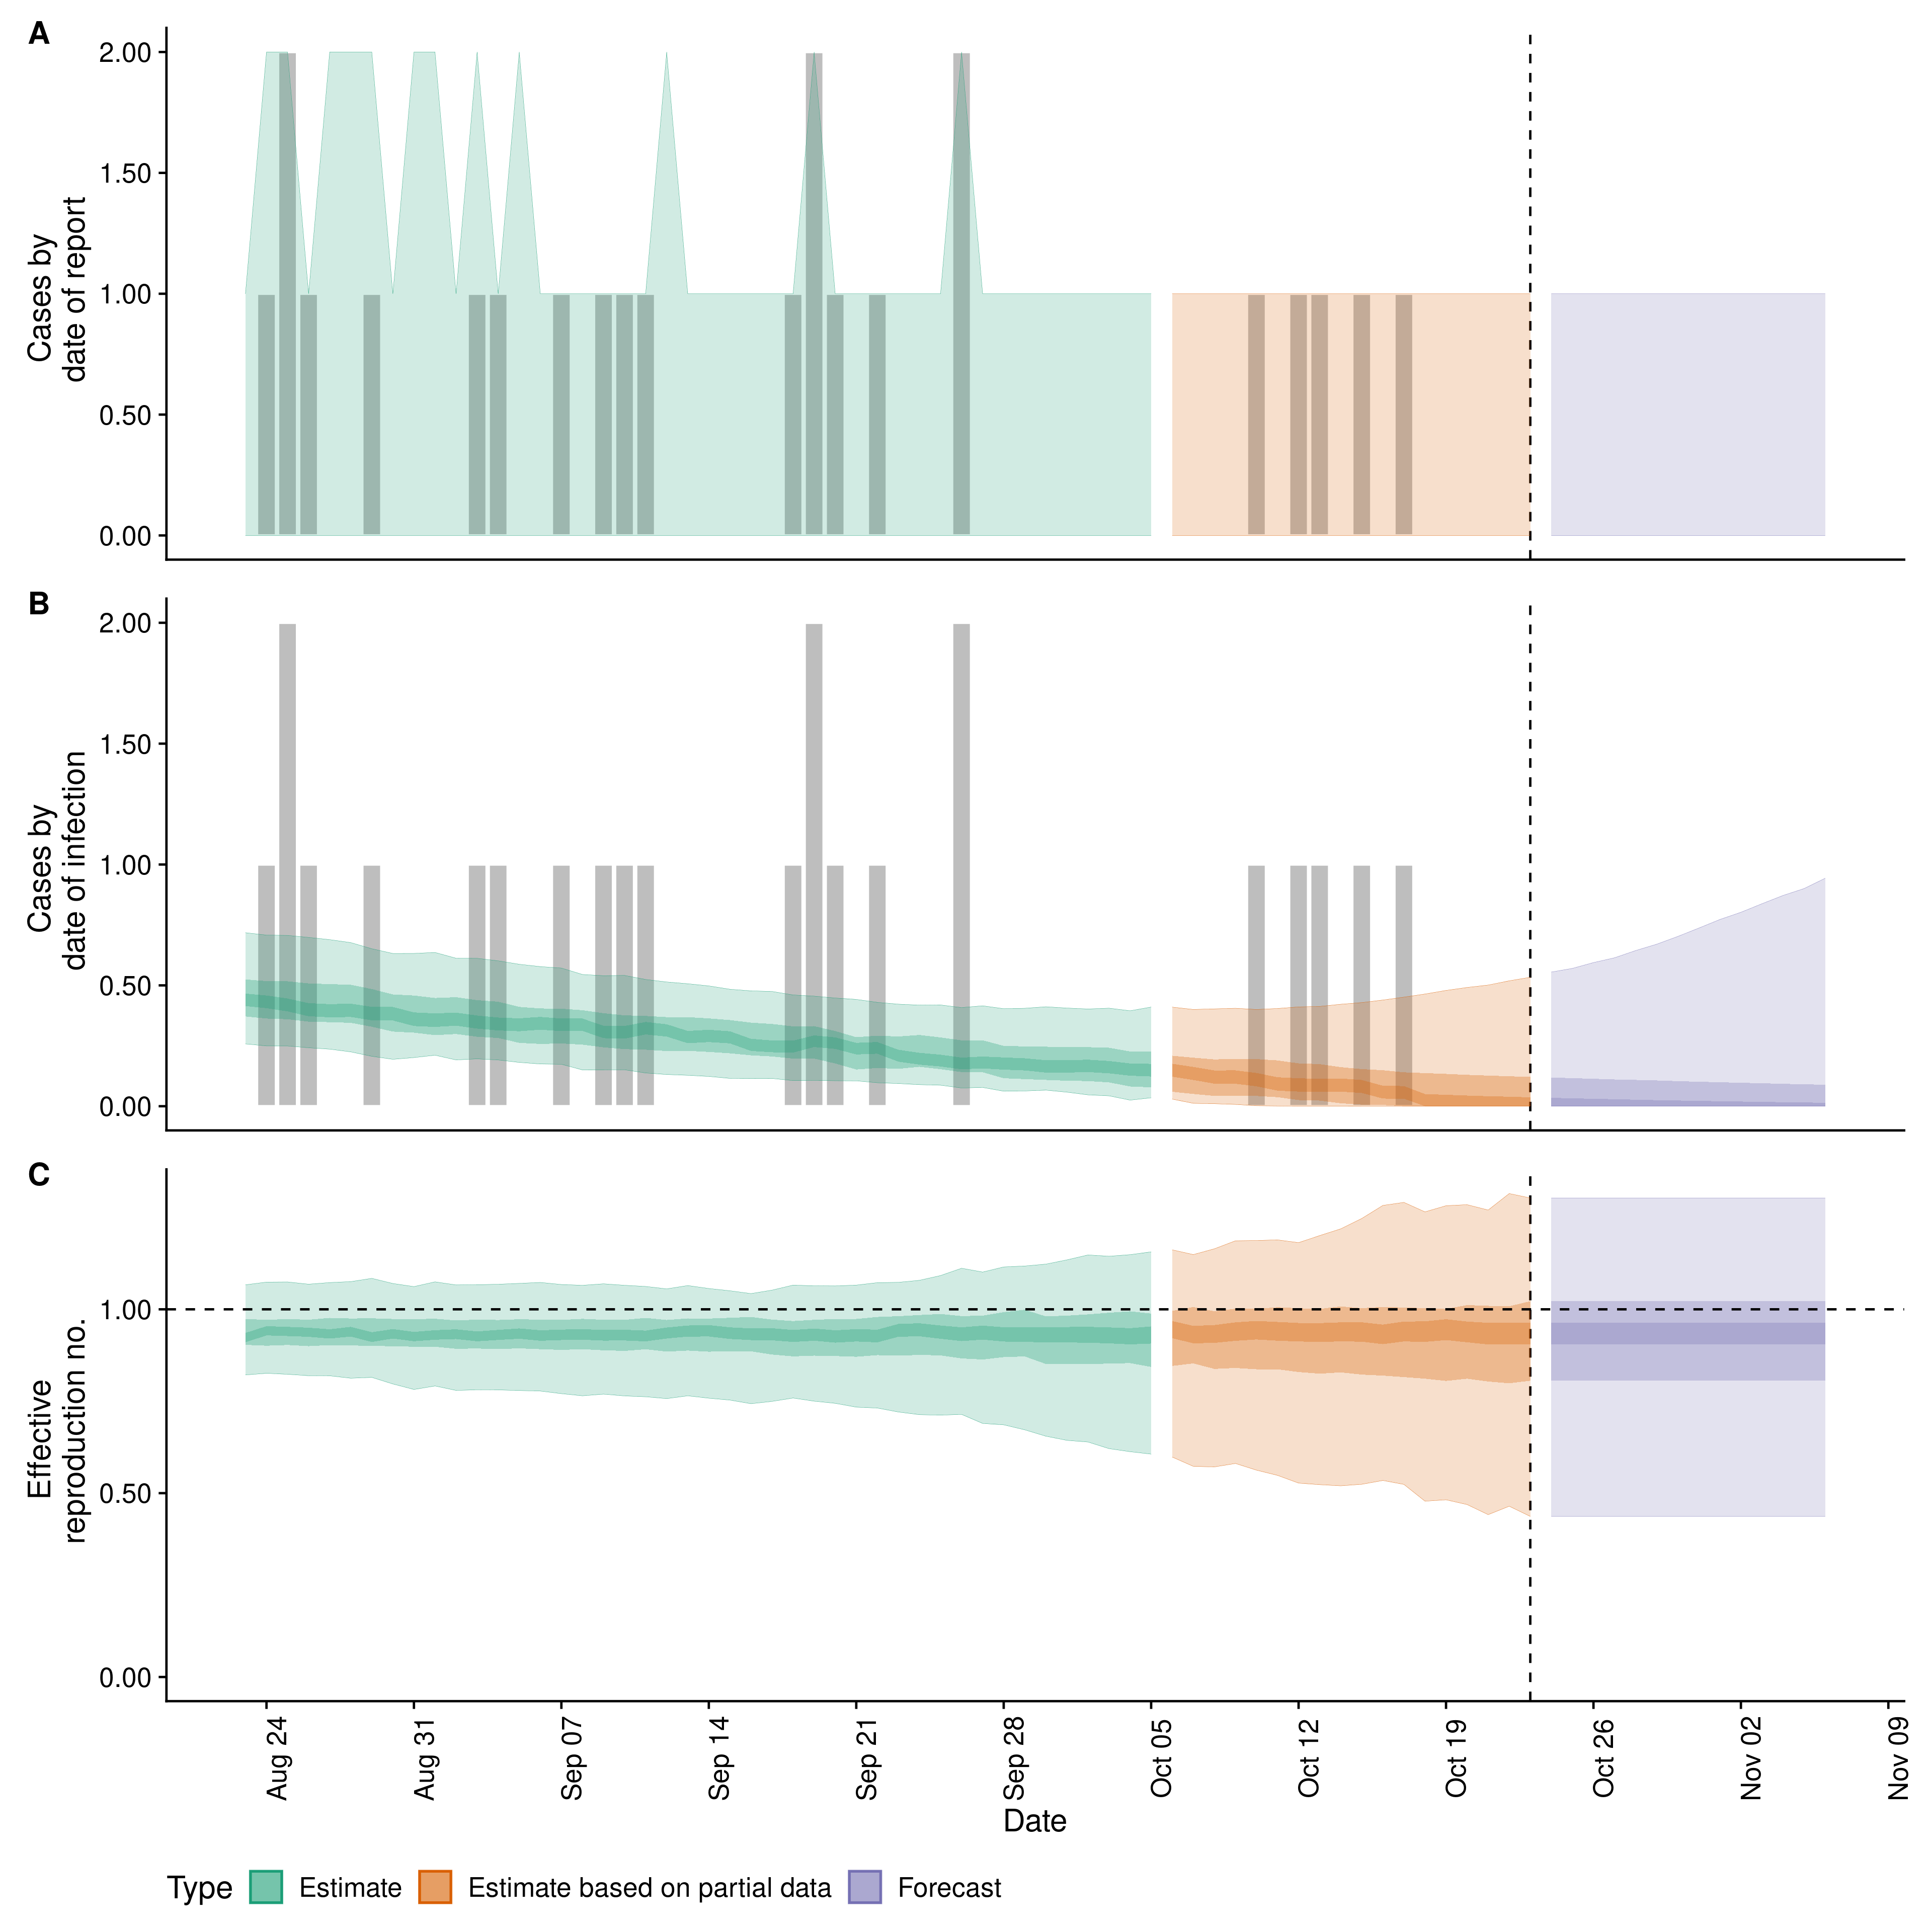 A
2.00
1.50
1.00
0.50
0.00
Cases by
date of report
B
2.00
1.50
1.00
0.50
0.00
Cases by
date of infection
C
1.00
0.50
0.00
Effective
reproduction no.
Aug 24
Aug 31
Sep 07
Sep 14
Sep 21
Sep 28
Oct 05
Oct 12
Oct 19
Oct 26
Nov 02
Nov 09
Date
Type Estimate Estimate based on partial data Forecast